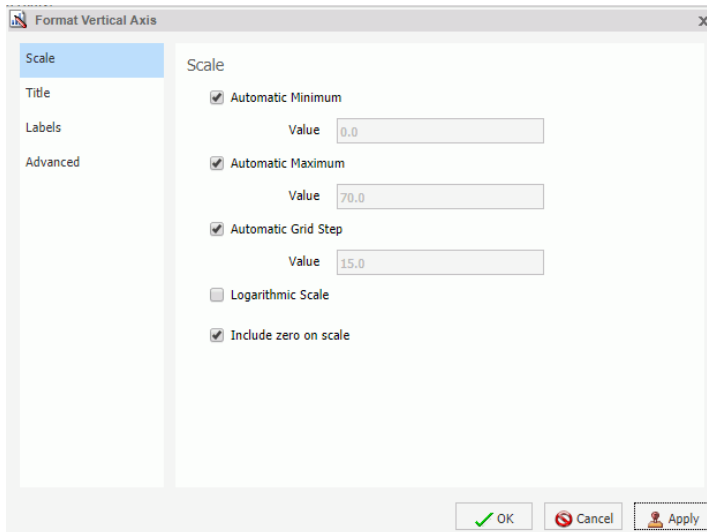 Format Vertical Axis
x
Scale
Title
Labels
Advanced
Scale
Automatic Minimum
Value 0.0
Automatic Maximum
Value 70.0
Automatic Grid Step
Value 15.0
Logarithmic Scale
Include zero on scale
OK Cancel Apply